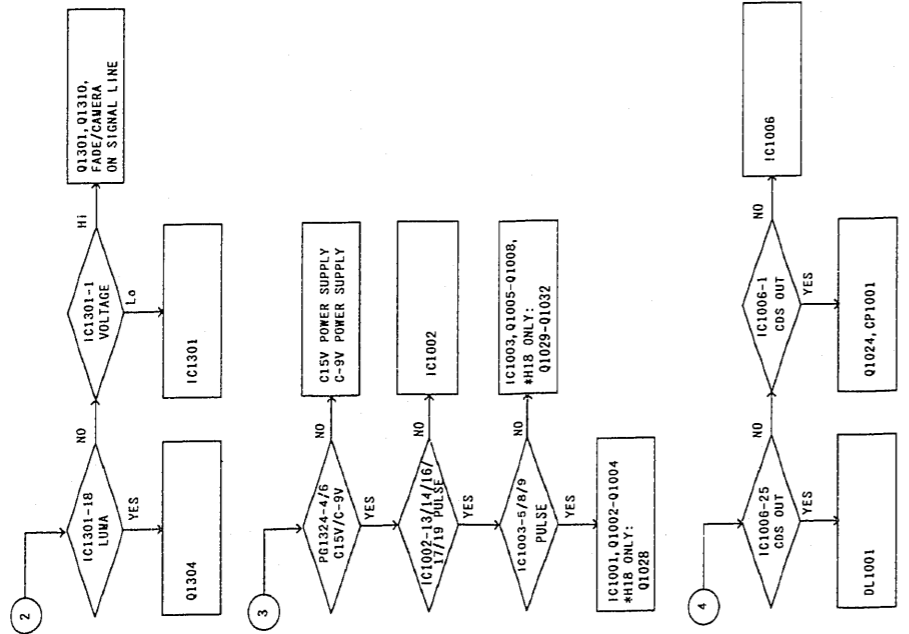 2
IC1301-18
LUMA
YES
Q1304
NO
IC1301-1
VOLTAGE
Lo
IC1301
Hi
Q1301,Q1310,
FADE/CAMERA
ON SIGNAL LINE
3
PG1324-4/6
C15V/C-9V
NO
C15V POWER SUPPLY
C-9V POWER SUPPLY
YES
IC1002-13/14/16/
17/19 PULSE
NO
IC1002
YES
IC1003-5/8/9
PULSE
NO
IC1003,Q1005-Q1008,
*H18 ONLY:
Q1029-Q1032
YES
IC1001,Q1002-Q1004
*H18 ONLY:
Q1028
4
IC1006-25
CDS OUT
YES
DL1001
NO
IC1006-1
CDS OUT
YES
Q1024,CP1001
NO
IC1006